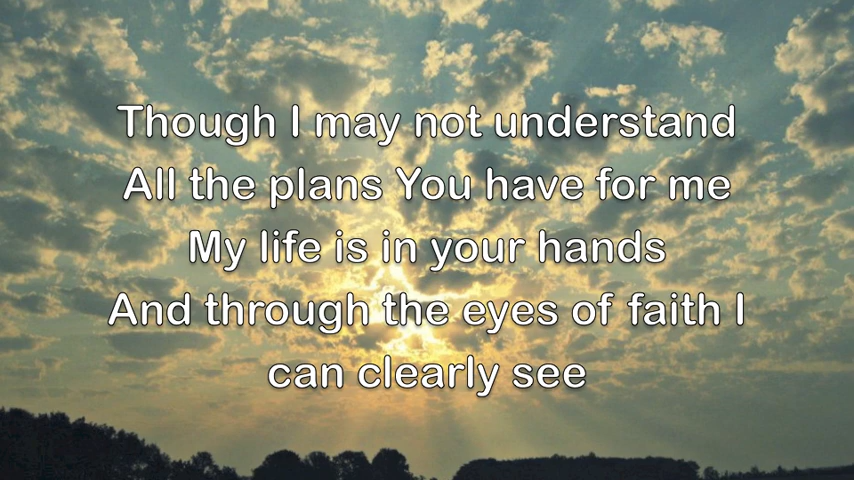 Though I may not understand
All the plans You have for me
My life is in your hands
And through the eyes of faith I
can clearly see